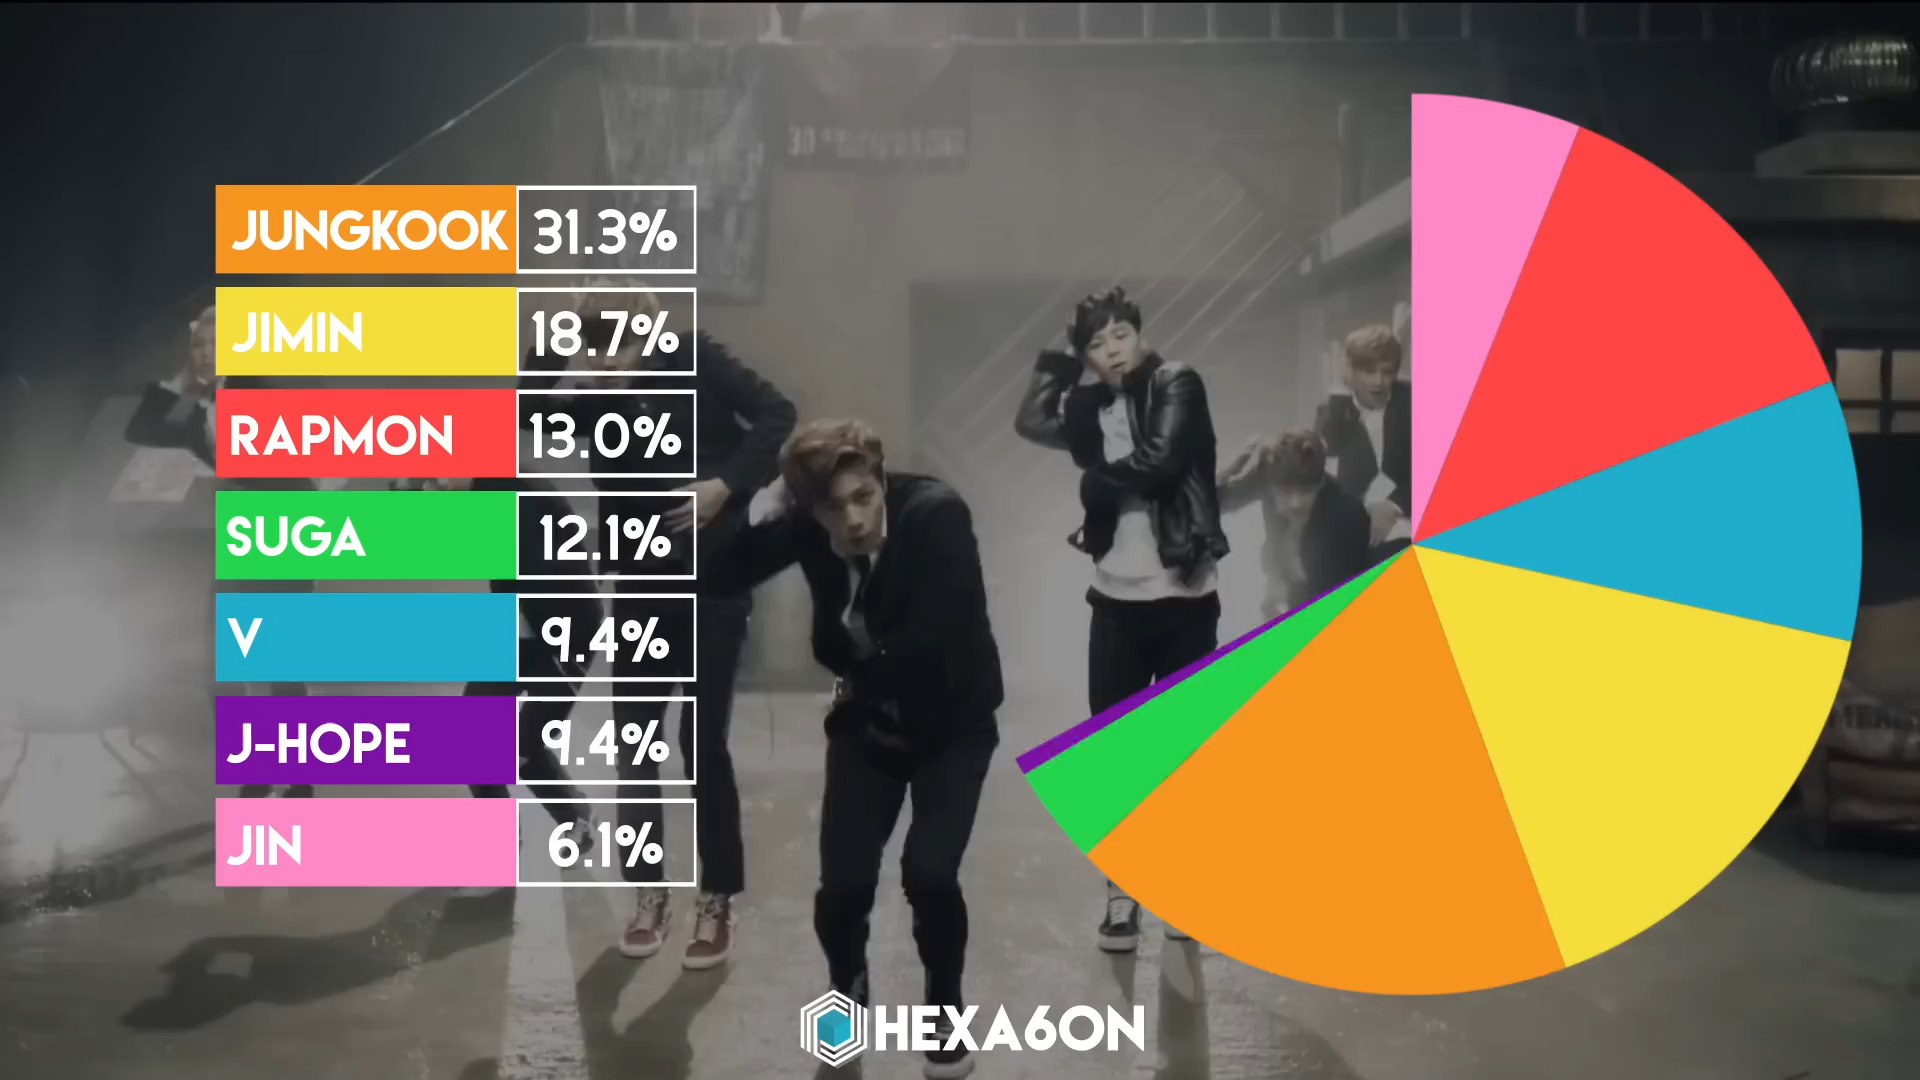 JUNGKOOK 31.3%
JIMIN 18.7%
RAPMON 13.0%
SUGA 12.1%
V 9.4%
J-HOPE 9.4%
JIN 6.1%
HEXA6ON